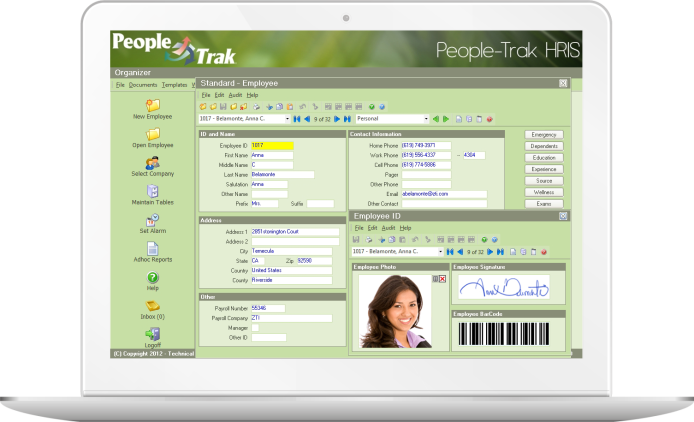 People Trak
People-Trak HRIS
Organizer
File Documents Templates
New Employee
Open Employee
Select Company
Maintain Tables
Set Alarm
Adhoc Reports
Help
Inbox (0)
Logoff
(C) Copyright 2012 - Technical
Standard - Employee
File Edit Audit Help
1017 - Belamonte, Anna C. 9 of 32 Personal
ID and Name
Employee ID 1017
First Name Anna
Middle Name C
Last Name Belamonte
Salutation Anna
Other Name
Prefix Mrs. Suffix
Contact Information
Home Phone (619) 749-3971
Work Phone (619) 556-4337 - 4304
Cell Phone (619) 774-5886
Pager
Other Phone
Email abelamonte@zti.com
Other Contact
Emergency
Dependents
Education
Experience
Source
Wellness
Exams
Address
Address 1 28511 stonington Court
Address 2
City Temecula
State CA Zip 92590
Country United States
County Riverside
Other
Payroll Number 55346
Payroll Company ZTI
Manager
Other ID
Employee ID
File Edit Audit Help
1017 - Belamonte, Anna C. 9 of 32
Employee Photo
Employee Signature
Employee BarCode